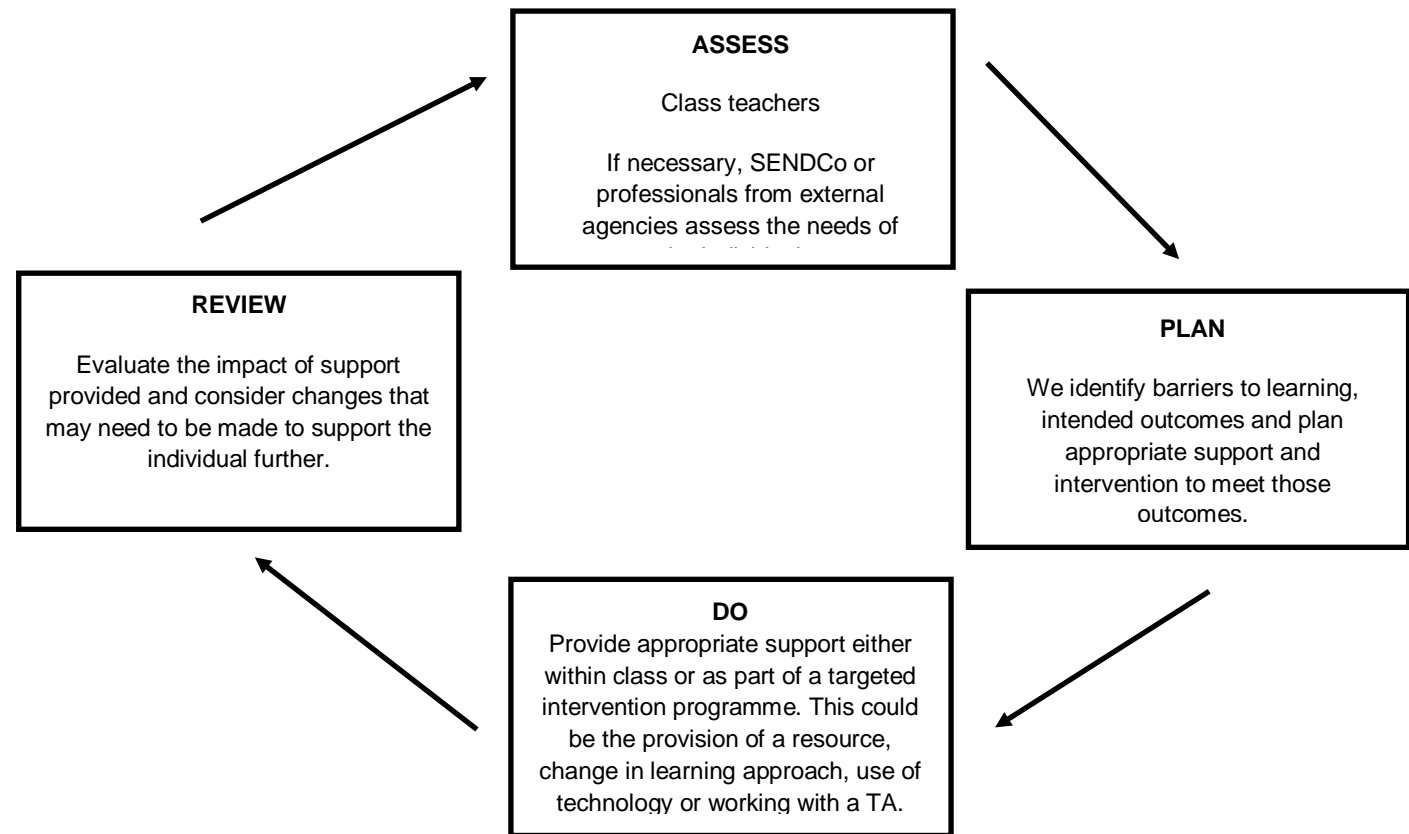 ASSESS
Class teachers
If necessary, SENDCo or
professionals from external
agencies assess the needs of
REVIEW
Evaluate the impact of support
provided and consider changes that
may need to be made to support the
individual further.
PLAN
We identify barriers to learning,
intended outcomes and plan
appropriate support and
intervention to meet those
outcomes.
DO
Provide appropriate support either
within class or as part of a targeted
intervention programme. This could
be the provision of a resource,
change in learning approach, use of
technology or working with a TA.